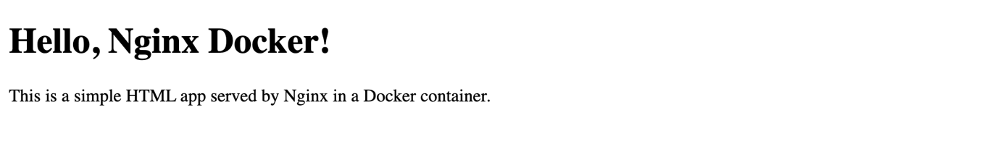 Hello, Nginx Docker!
This is a simple HTML app served by Nginx in a Docker container.